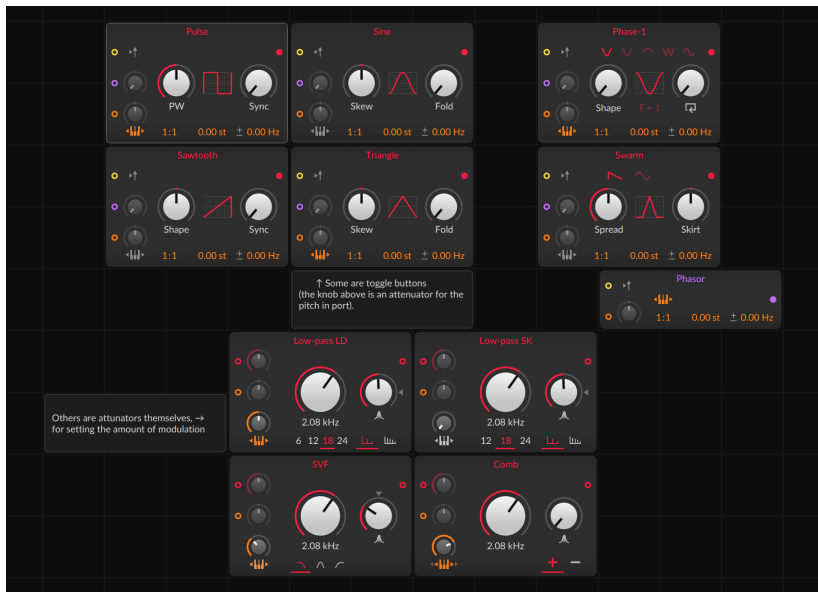 Pulse
PW
Sync
1:1 0.00 st ± 0.00 Hz
Sine
Skew
Fold
1:1 0.00 st ± 0.00 Hz
Phase-1
Shape
F - 1
1:1 0.00 st ± 0.00 Hz
Sawtooth
Shape
Sync
1:1 0.00 st ± 0.00 Hz
Triangle
Skew
Fold
1:1 0.00 st ± 0.00 Hz
Swarm
Spread
Skirt
1:1 0.00 st ± 0.00 Hz
↑ Some are toggle buttons
(the knob above is an attenuator for the
pitch in port).
Phasor
1:1 0.00 st ± 0.00 Hz
Others are attunators themselves, →
for setting the amount of modulation
Low-pass LD
2.08 kHz
6 12 18 24
Low-pass SK
2.08 kHz
12 18 24
SVF
2.08 kHz
Comb
2.08 kHz
+ −